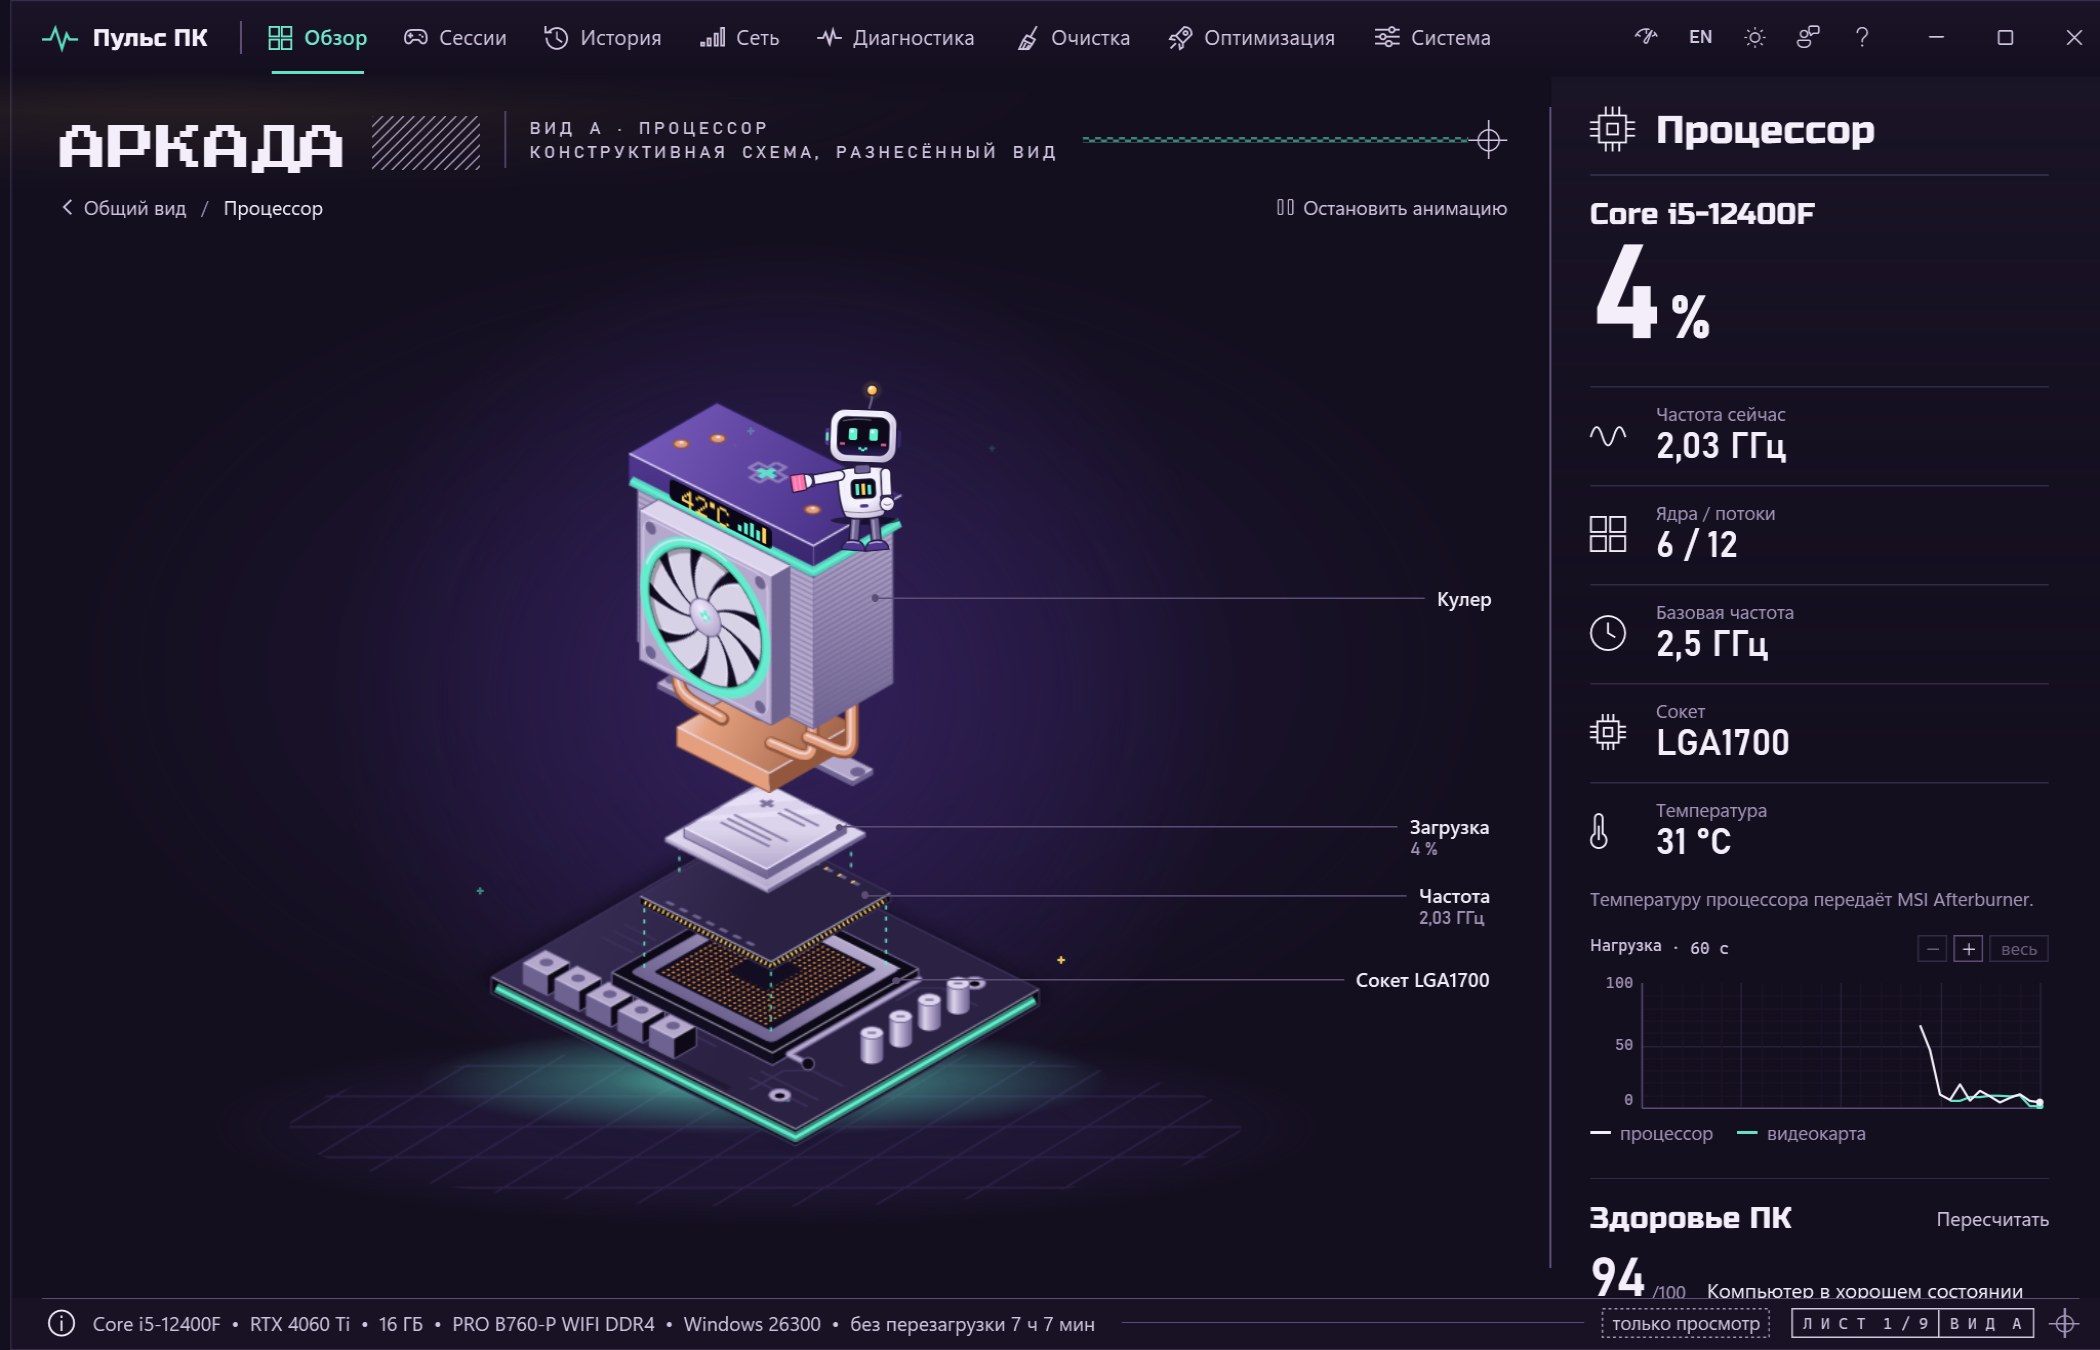 Пульс ПК
Обзор
Сессии
История
Сеть
Диагностика
Очистка
Оптимизация
Система
EN
АРКАДА
ВИД А · ПРОЦЕССОР
КОНСТРУКТИВНАЯ СХЕМА, РАЗНЕСЁННЫЙ ВИД
Общий вид / Процессор
Остановить анимацию
42°C
Кулер
Загрузка
4 %
Частота
2,03 ГГц
Сокет LGA1700
Процессор
Core i5-12400F
4 %
Частота сейчас
2,03 ГГц
Ядра / потоки
6 / 12
Базовая частота
2,5 ГГц
Сокет
LGA1700
Температура
31 °C
Температуру процессора передаёт MSI Afterburner.
Нагрузка · 60 с
− + весь
100
50
0
процессор
видеокарта
Здоровье ПК
Пересчитать
94 /100 Компьютер в хорошем состоянии
Core i5-12400F • RTX 4060 Ti • 16 ГБ • PRO B760-P WIFI DDR4 • Windows 26300 • без перезагрузки 7 ч 7 мин
только просмотр
ЛИСТ 1/9
ВИД А